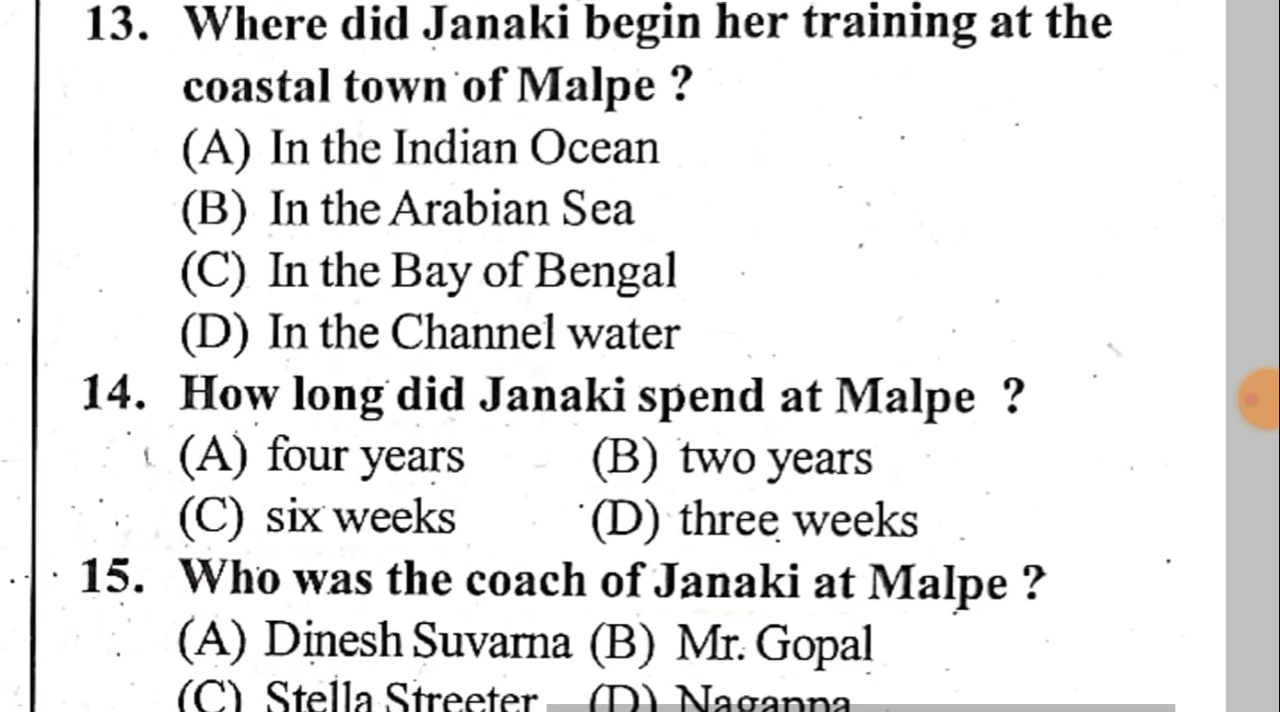 13. Where did Janaki begin her training at the
coastal town of Malpe ?
(A) In the Indian Ocean
(B) In the Arabian Sea
(C) In the Bay of Bengal
(D) In the Channel water
14. How long did Janaki spend at Malpe ?
(A) four years (B) two years
(C) six weeks (D) three weeks
15. Who was the coach of Janaki at Malpe ?
(A) Dinesh Suvarna (B) Mr. Gopal
(C) Stella Streeter (D) Naganna